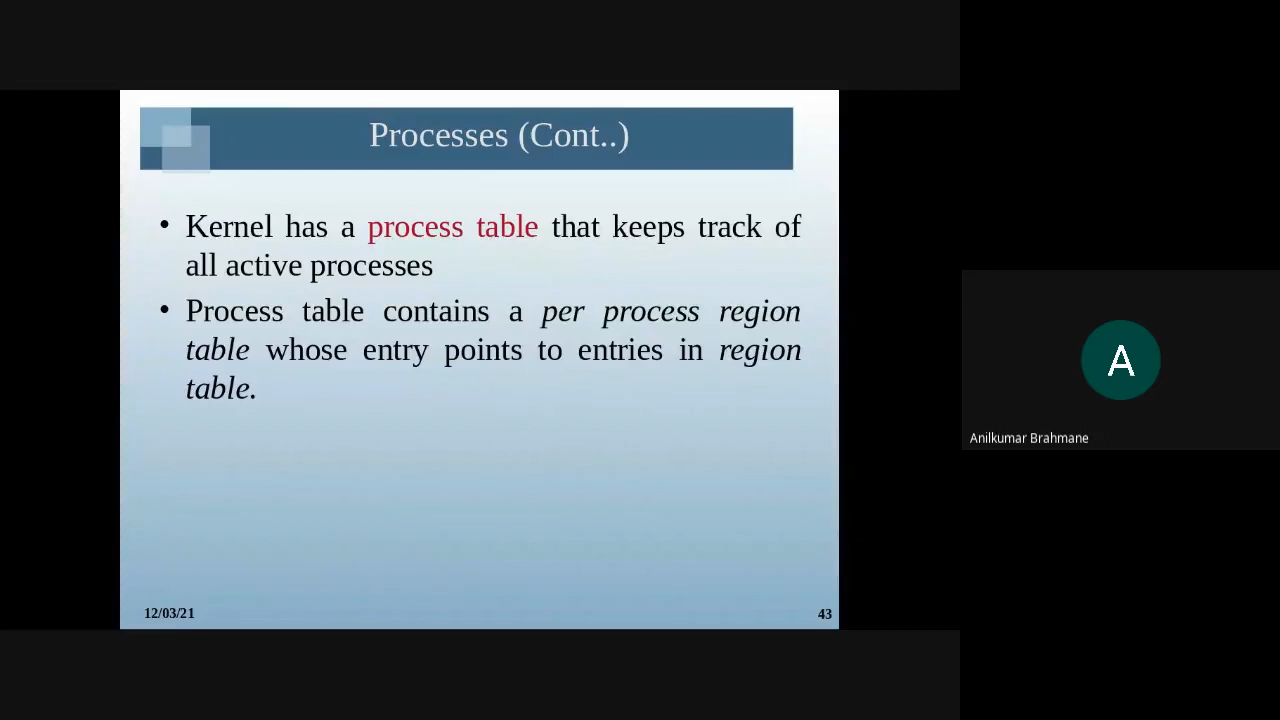 Processes (Cont..)
• Kernel has a process table that keeps track of
all active processes
• Process table contains a per process region
table whose entry points to entries in region
table.
12/03/21
43
A
Anilkumar Brahmane